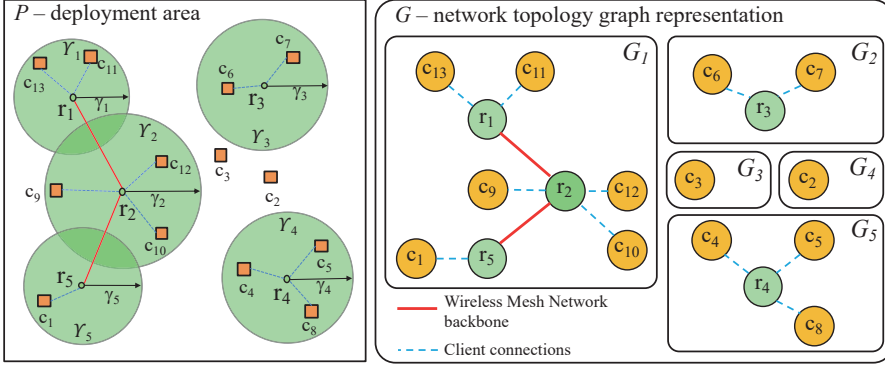 P – deployment area
ϒ1
c13
c11
r1
γ1
c7
c6
r3
γ3
ϒ3
ϒ2
c12
c3
c9
r2
γ2
c2
c10
ϒ4
r5
c5
γ5
c4
r4
γ4
c1
c8
ϒ5
G – network topology graph representation
c13
c11
G1
r1
c9
r2
c12
c1
r5
c10
Wireless Mesh Network
backbone
Client connections
G2
c6
c7
r3
c3
G3
c2
G4
c4
c5
G5
r4
c8